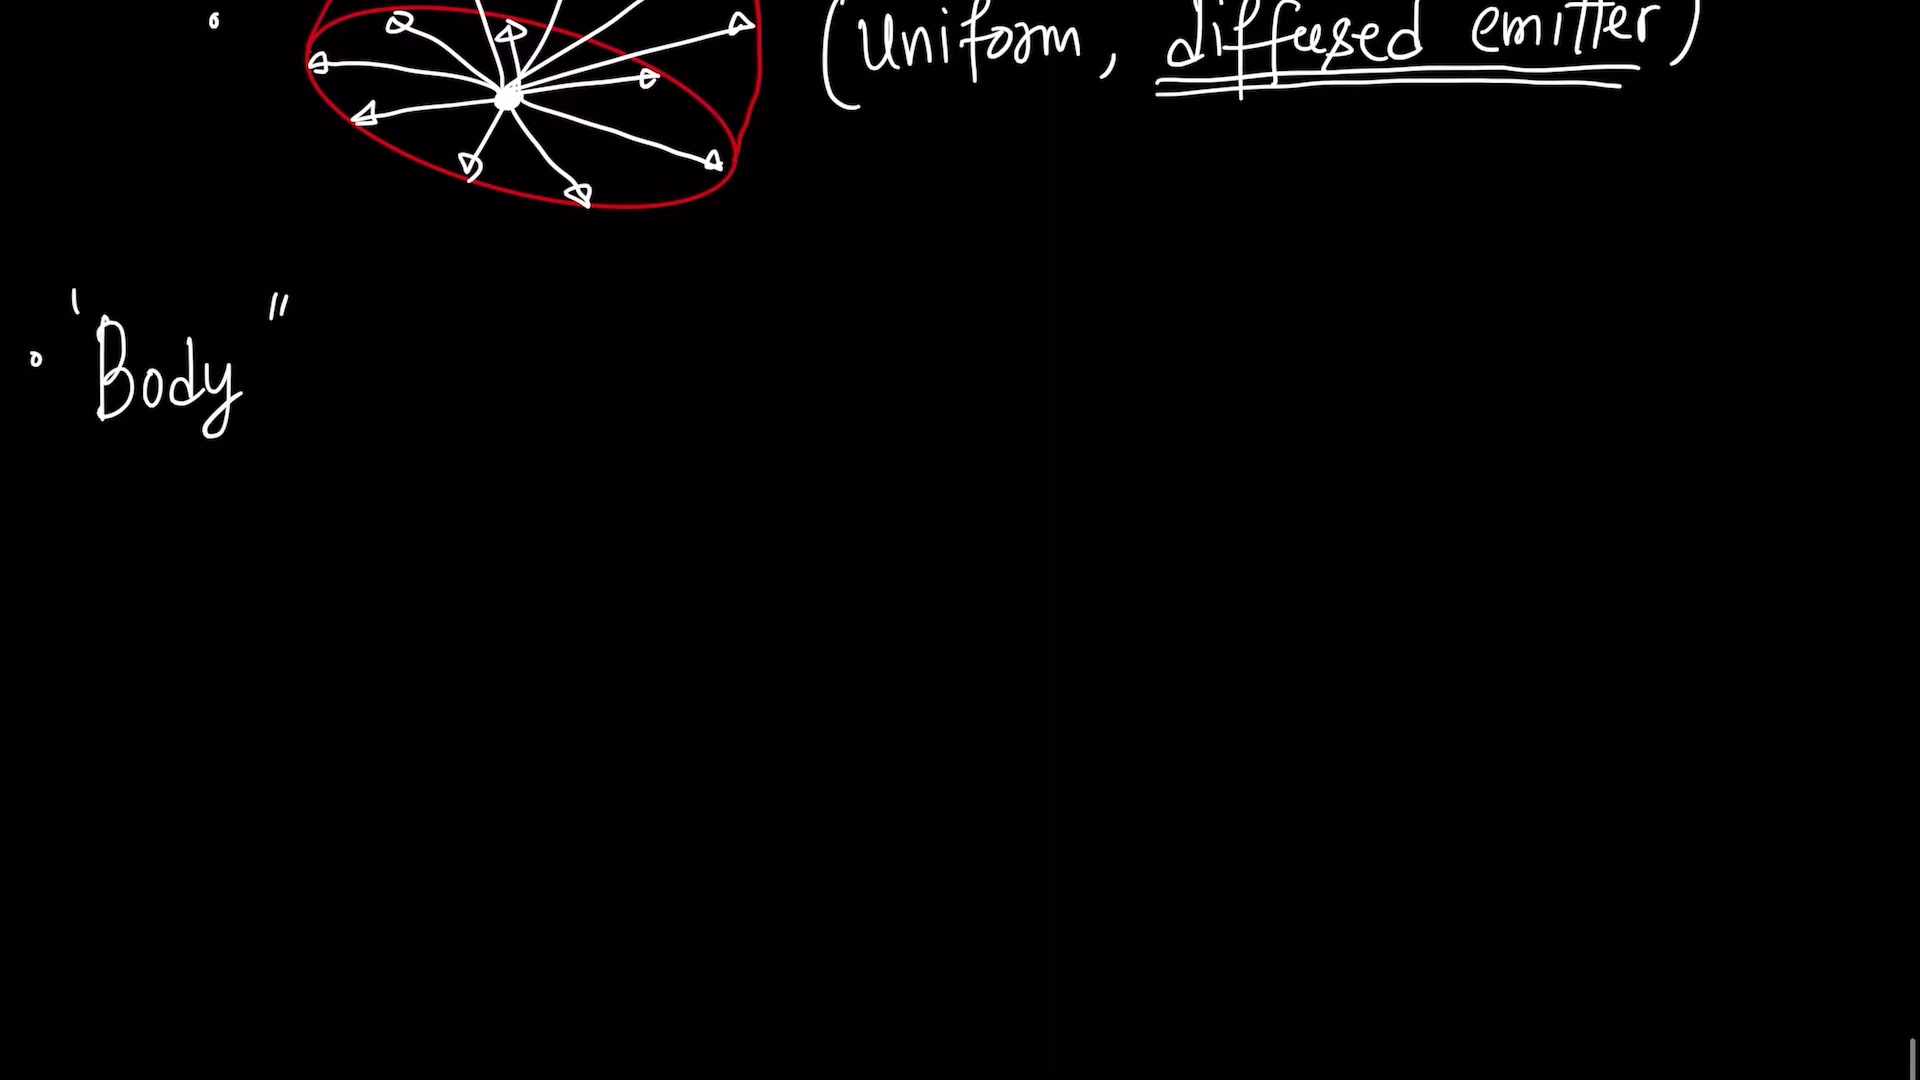 (Uniform, diffused emitter)
• "Body"